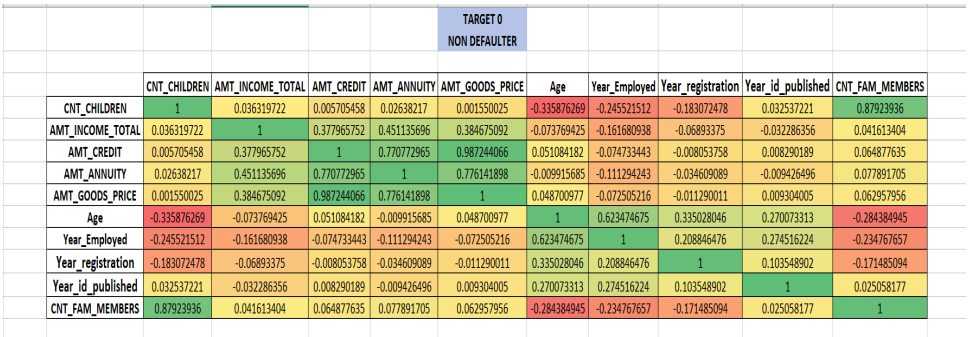 TARGET 0
NON DEFAULTER
CNT_CHILDREN AMT_INCOME_TOTAL AMT_CREDIT AMT_ANNUITY AMT_GOODS_PRICE Age Year_Employed Year_registration Year_id_published CNT_FAM_MEMBERS
CNT_CHILDREN 1 0.036319722 0.005705458 0.02638217 0.001550025 -0.335876269 -0.245521512 -0.183072478 0.032537221 0.87923936
AMT_INCOME_TOTAL 0.036319722 1 0.377965752 0.451135696 0.384675092 -0.073769425 -0.161680938 -0.06893375 -0.032286356 0.041613404
AMT_CREDIT 0.005705458 0.377965752 1 0.770772965 0.987244066 0.051084182 -0.074733443 -0.008053758 0.008290189 0.064877635
AMT_ANNUITY 0.02638217 0.451135696 0.770772965 1 0.776141898 -0.009915685 -0.111294243 -0.034609089 -0.009426496 0.077891705
AMT_GOODS_PRICE 0.001550025 0.384675092 0.987244066 0.776141898 1 0.048700977 -0.072505216 -0.011290011 0.009304005 0.062957956
Age -0.335876269 -0.073769425 0.051084182 -0.009915685 0.048700977 1 0.623474675 0.335028046 0.270073313 -0.284384945
Year_Employed -0.245521512 -0.161680938 -0.074733443 -0.111294243 -0.072505216 0.623474675 1 0.208846476 0.274516224 -0.234767657
Year_registration -0.183072478 -0.06893375 -0.008053758 -0.034609089 -0.011290011 0.335028046 0.208846476 1 0.103548902 -0.171485094
Year_id_published 0.032537221 -0.032286356 0.008290189 -0.009426496 0.009304005 0.270073313 0.274516224 0.103548902 1 0.025058177
CNT_FAM_MEMBERS 0.87923936 0.041613404 0.064877635 0.077891705 0.062957956 -0.284384945 -0.234767657 -0.171485094 0.025058177 1